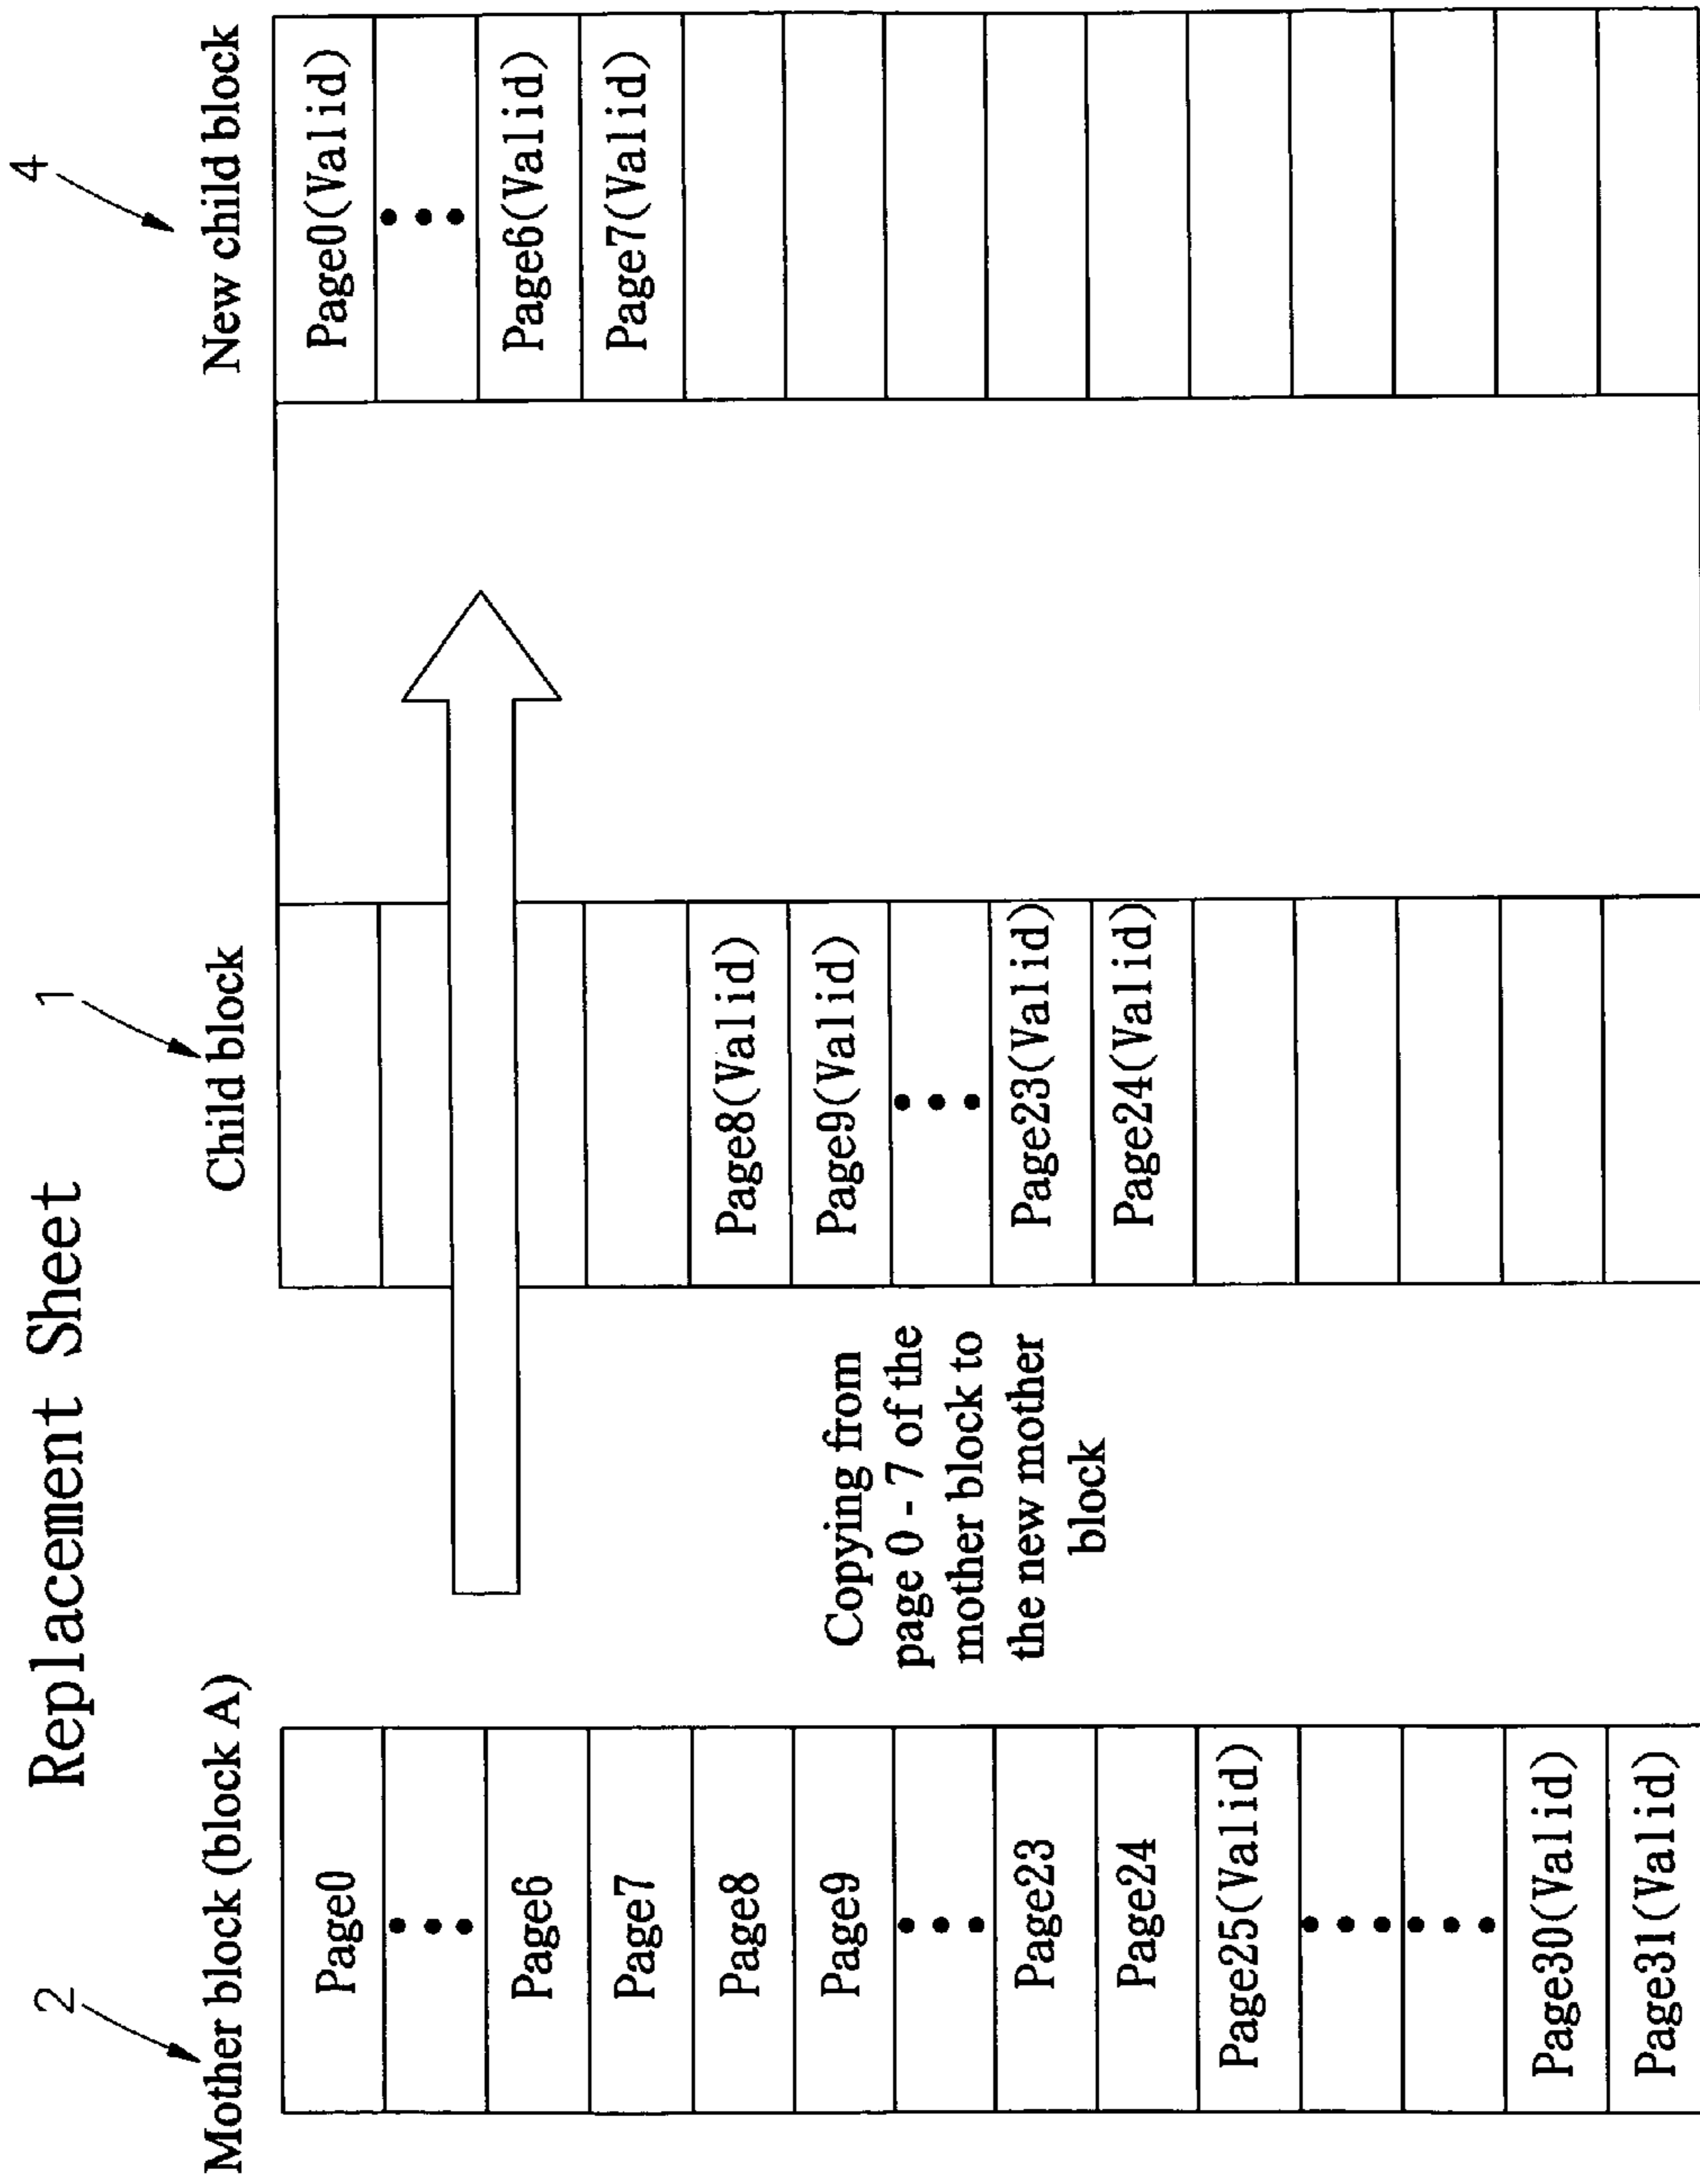 Replacement Sheet
2
Mother block (block A)
Page0
Page6
Page7
Page8
Page9
Page23
Page24
Page25(Valid)
Page30(Valid)
Page31(Valid)
Copying from
page 0 - 7 of the
mother block to
the new mother
block
1
Child block
Page8(Valid)
Page9(Valid)
Page23(Valid)
Page24(Valid)
4
New child block
Page0(Valid)
Page6(Valid)
Page7(Valid)